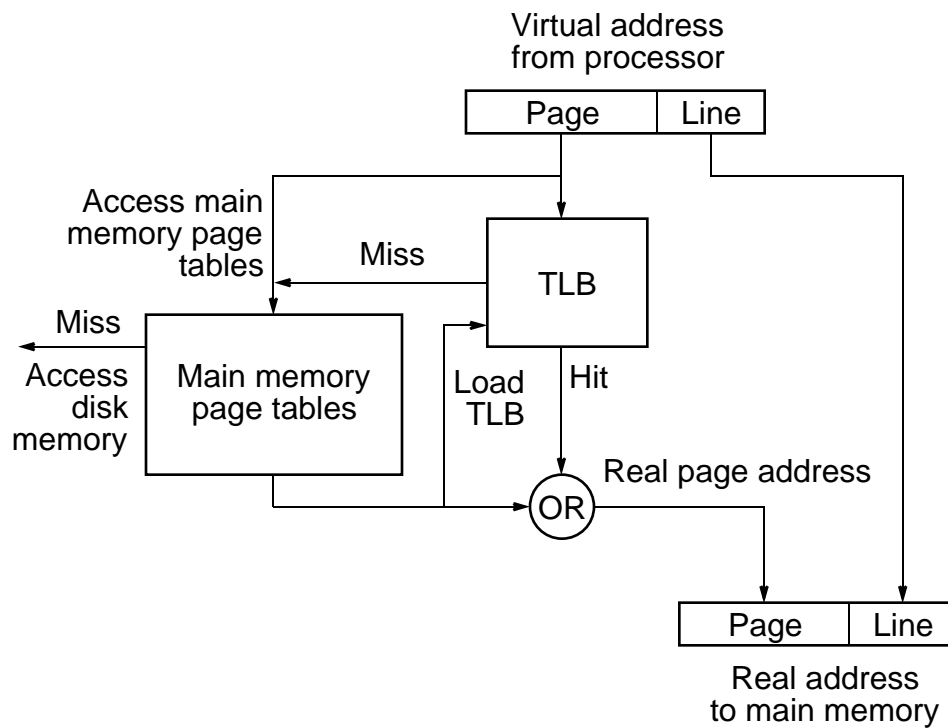 Virtual address
from processor
Page
Line
Access main
memory page
tables
Miss
TLB
Miss
Access
disk
memory
Main memory
page tables
Load
TLB
Hit
OR
Real page address
Page
Line
Real address
to main memory